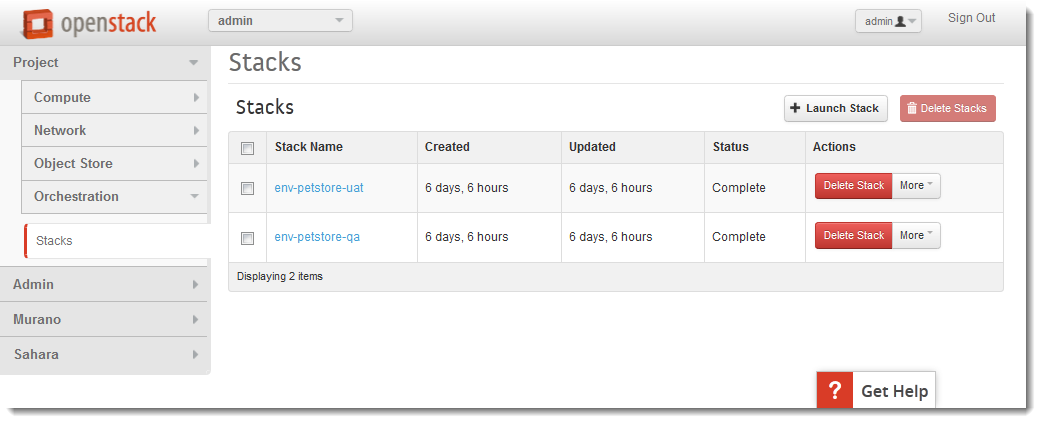 openstack admin admin Sign Out
Project
Compute
Network
Object Store
Orchestration
Stacks
Admin
Murano
Sahara
Stacks
Stacks
Launch Stack Delete Stacks
Stack Name Created Updated Status Actions
env-petstore-uat 6 days, 6 hours 6 days, 6 hours Complete Delete Stack More
env-petstore-qa 6 days, 6 hours 6 days, 6 hours Complete Delete Stack More
Displaying 2 items
? Get Help